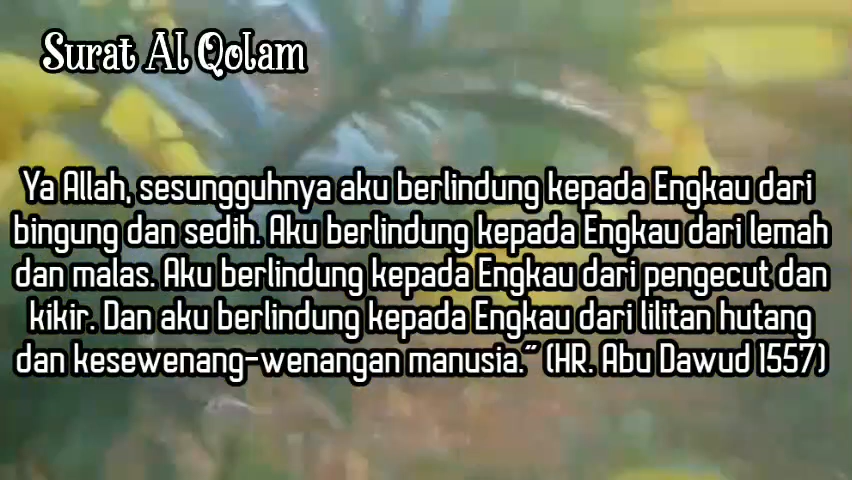 Surat Al Qolam
Ya Allah, sesungguhnya aku berlindung kepada Engkau dari
bingung dan sedih. Aku berlindung kepada Engkau dari lemah
dan malas. Aku berlindung kepada Engkau dari pengecut dan
kikir. Dan aku berlindung kepada Engkau dari lilitan hutang
dan kesewenang-wenangan manusia.” (HR. Abu Dawud 1557)